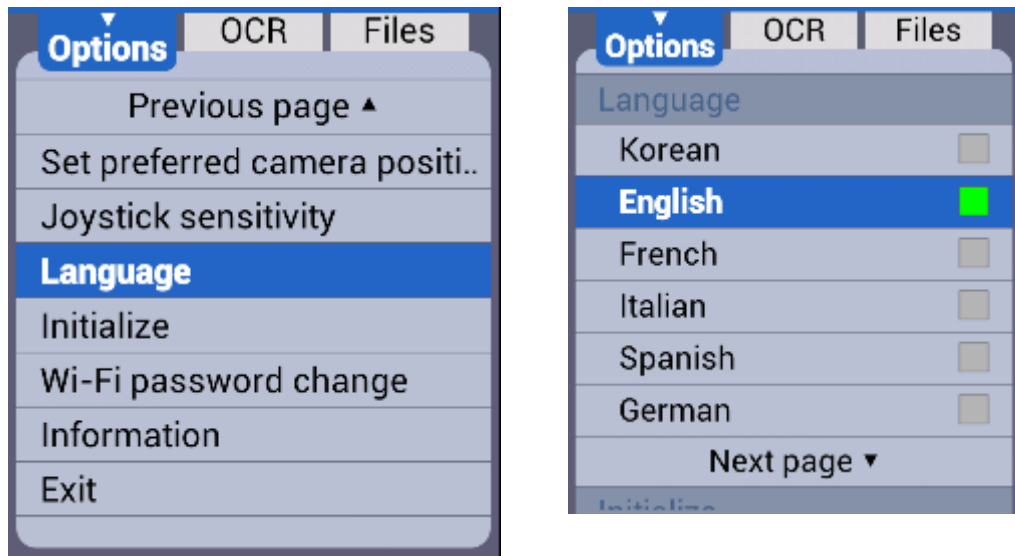 Options OCR Files
Previous page ▲
Set preferred camera positi..
Joystick sensitivity
Language
Initialize
Wi-Fi password change
Information
Exit
Options OCR Files
Language
Korean
English
French
Italian
Spanish
German
Next page ▼
Initialize